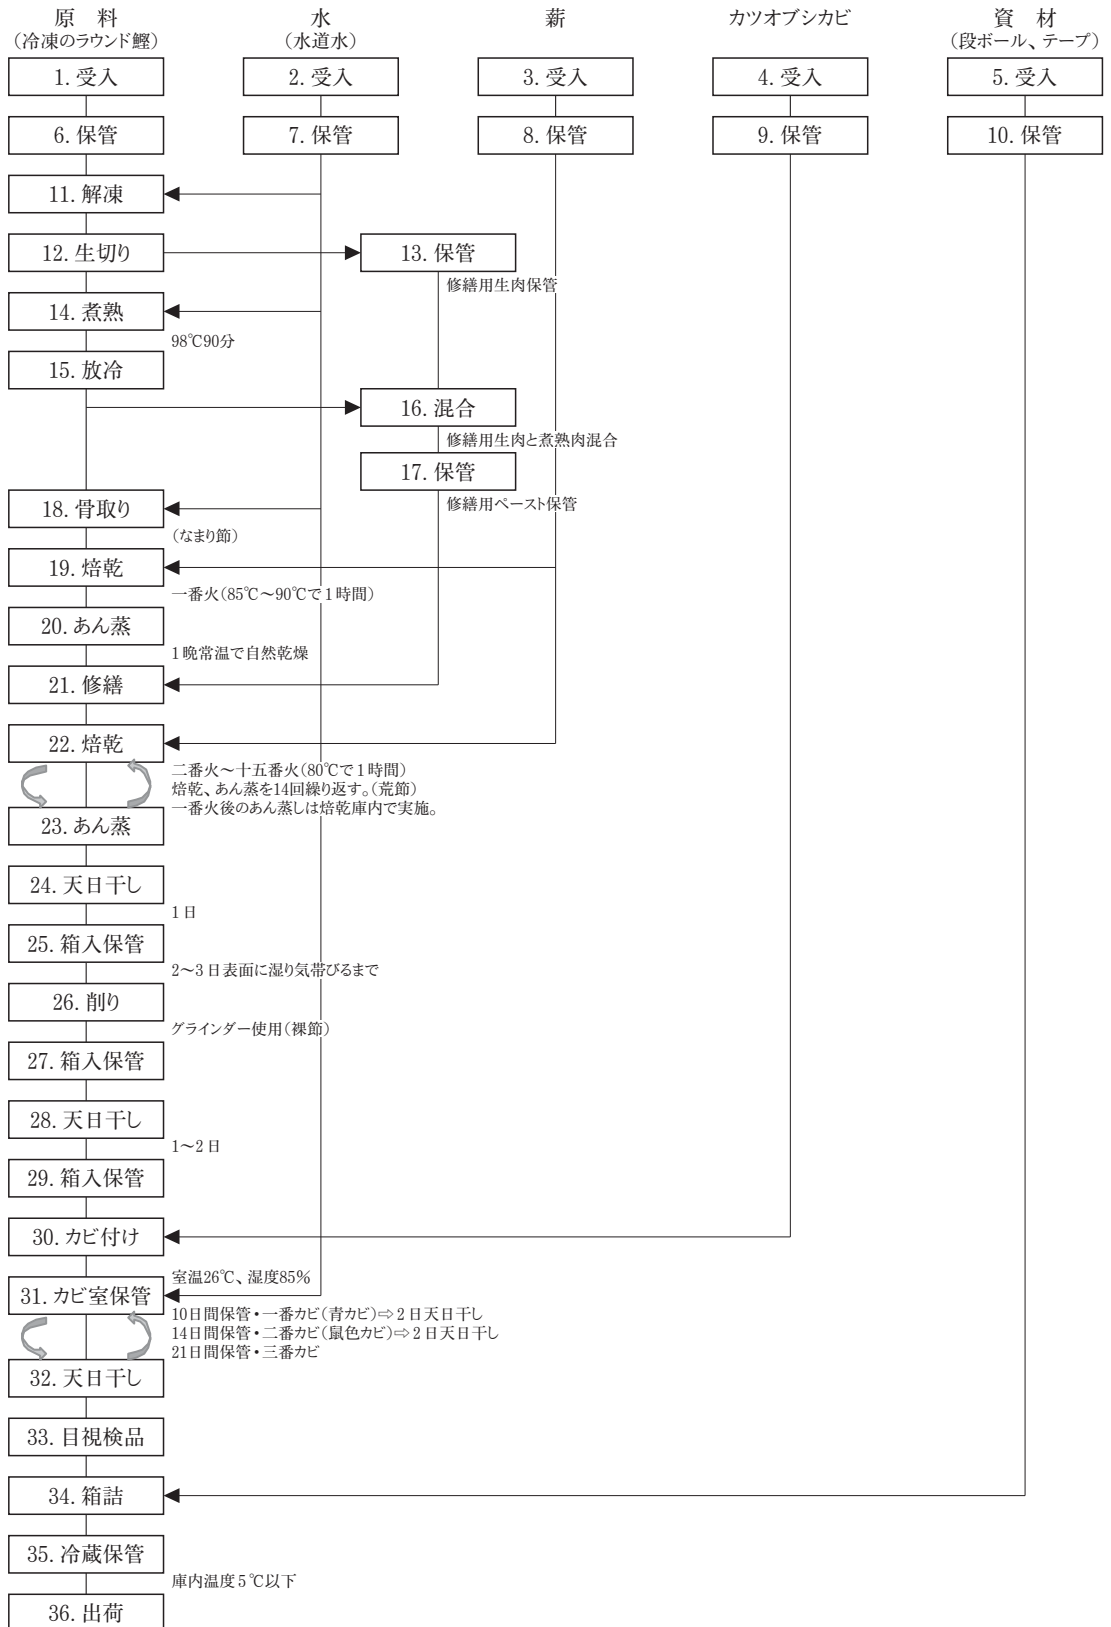 原　料
（冷凍のラウンド鰹）
水
（水道水）
薪
カツオブシカビ
資　材
（段ボール、テープ）
1. 受入
2. 受入
3. 受入
4. 受入
5. 受入
6. 保管
7. 保管
8. 保管
9. 保管
10. 保管
11. 解凍
12. 生切り
13. 保管
修繕用生肉保管
14. 煮熟
98℃90分
15. 放冷
16. 混合
修繕用生肉と煮熟肉混合
17. 保管
修繕用ペースト保管
18. 骨取り
（なまり節）
19. 焙乾
一番火（85℃～90℃で1時間）
20. あん蒸
1晩常温で自然乾燥
21. 修繕
22. 焙乾
二番火～十五番火（80℃で1時間）
焙乾、あん蒸を14回繰り返す。（荒節）
一番火後のあん蒸しは焙乾庫内で実施。
23. あん蒸
24. 天日干し
1日
25. 箱入保管
2～3日表面に湿り気帯びるまで
26. 削り
グラインダー使用（裸節）
27. 箱入保管
28. 天日干し
1～2日
29. 箱入保管
30. カビ付け
室温26℃、湿度85％
31. カビ室保管
10日間保管・一番カビ（青カビ）⇨2日天日干し
14日間保管・二番カビ（鼠色カビ）⇨2日天日干し
21日間保管・三番カビ
32. 天日干し
33. 目視検品
34. 箱詰
35. 冷蔵保管
庫内温度5℃以下
36. 出荷